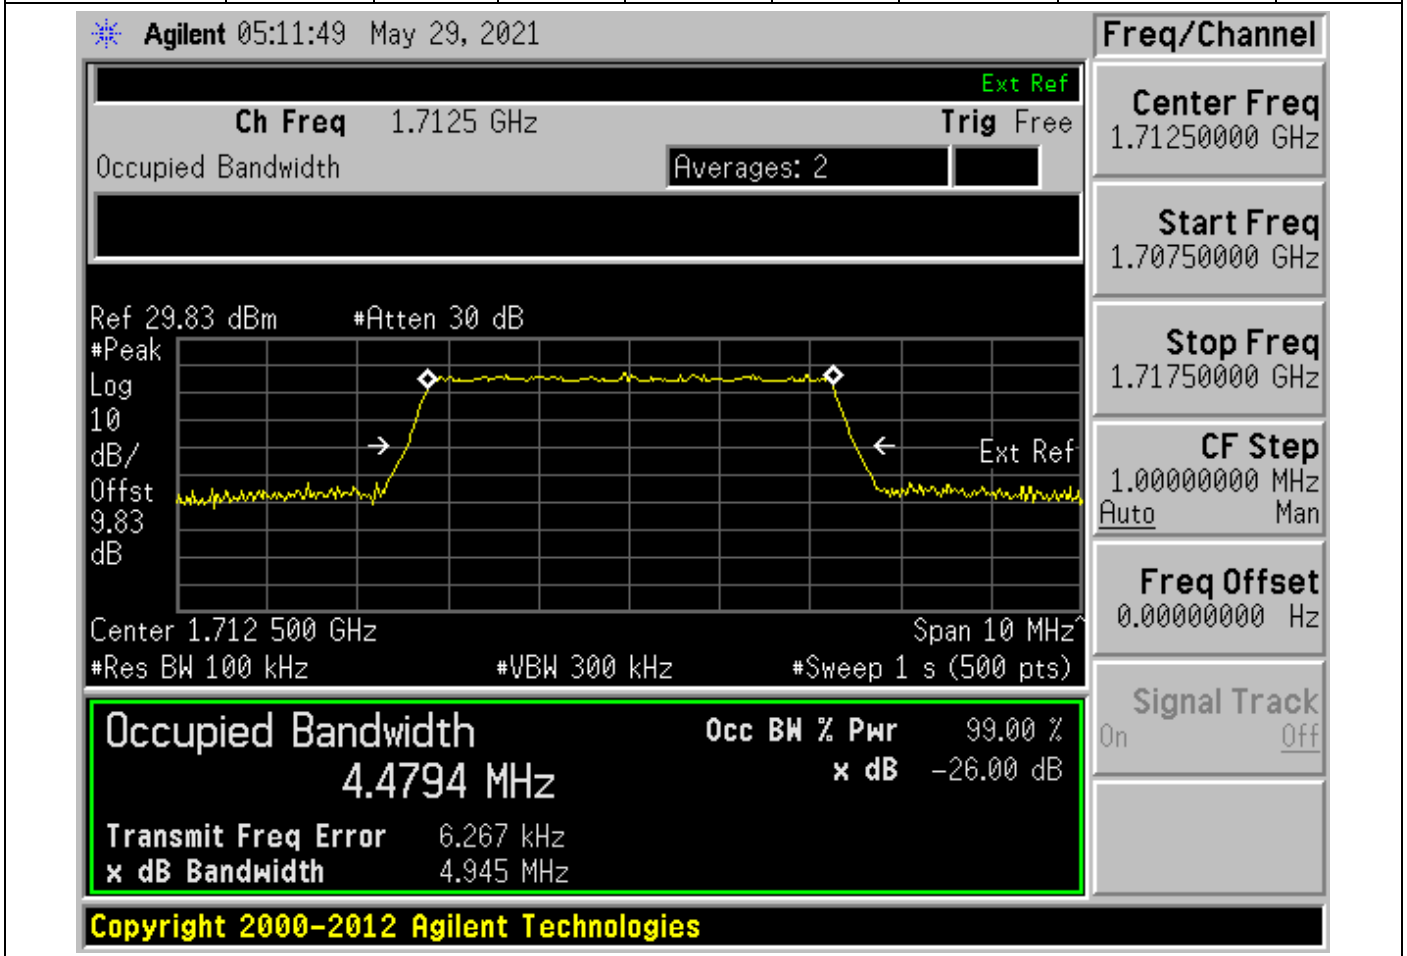 Agilent 05:11:49 May 29, 2021
Freq/Channel
Ext Ref
Ch Freq 1.7125 GHz
Trig Free
Occupied Bandwidth
Averages: 2
Ref 29.83 dBm #Atten 30 dB
#Peak
Log
10
dB/
Offst
9.83
dB
Ext Ref
Center 1.712 500 GHz
Span 10 MHz^
#Res BW 100 kHz #VBW 300 kHz #Sweep 1 s (500 pts)
Occupied Bandwidth
4.4794 MHz
Occ BW % Pwr 99.00 %
x dB -26.00 dB
Transmit Freq Error 6.267 kHz
x dB Bandwidth 4.945 MHz
Copyright 2000-2012 Agilent Technologies
Center Freq
1.71250000 GHz
Start Freq
1.70750000 GHz
Stop Freq
1.71750000 GHz
CF Step
1.00000000 MHz
Auto Man
Freq Offset
0.00000000 Hz
Signal Track
On Off